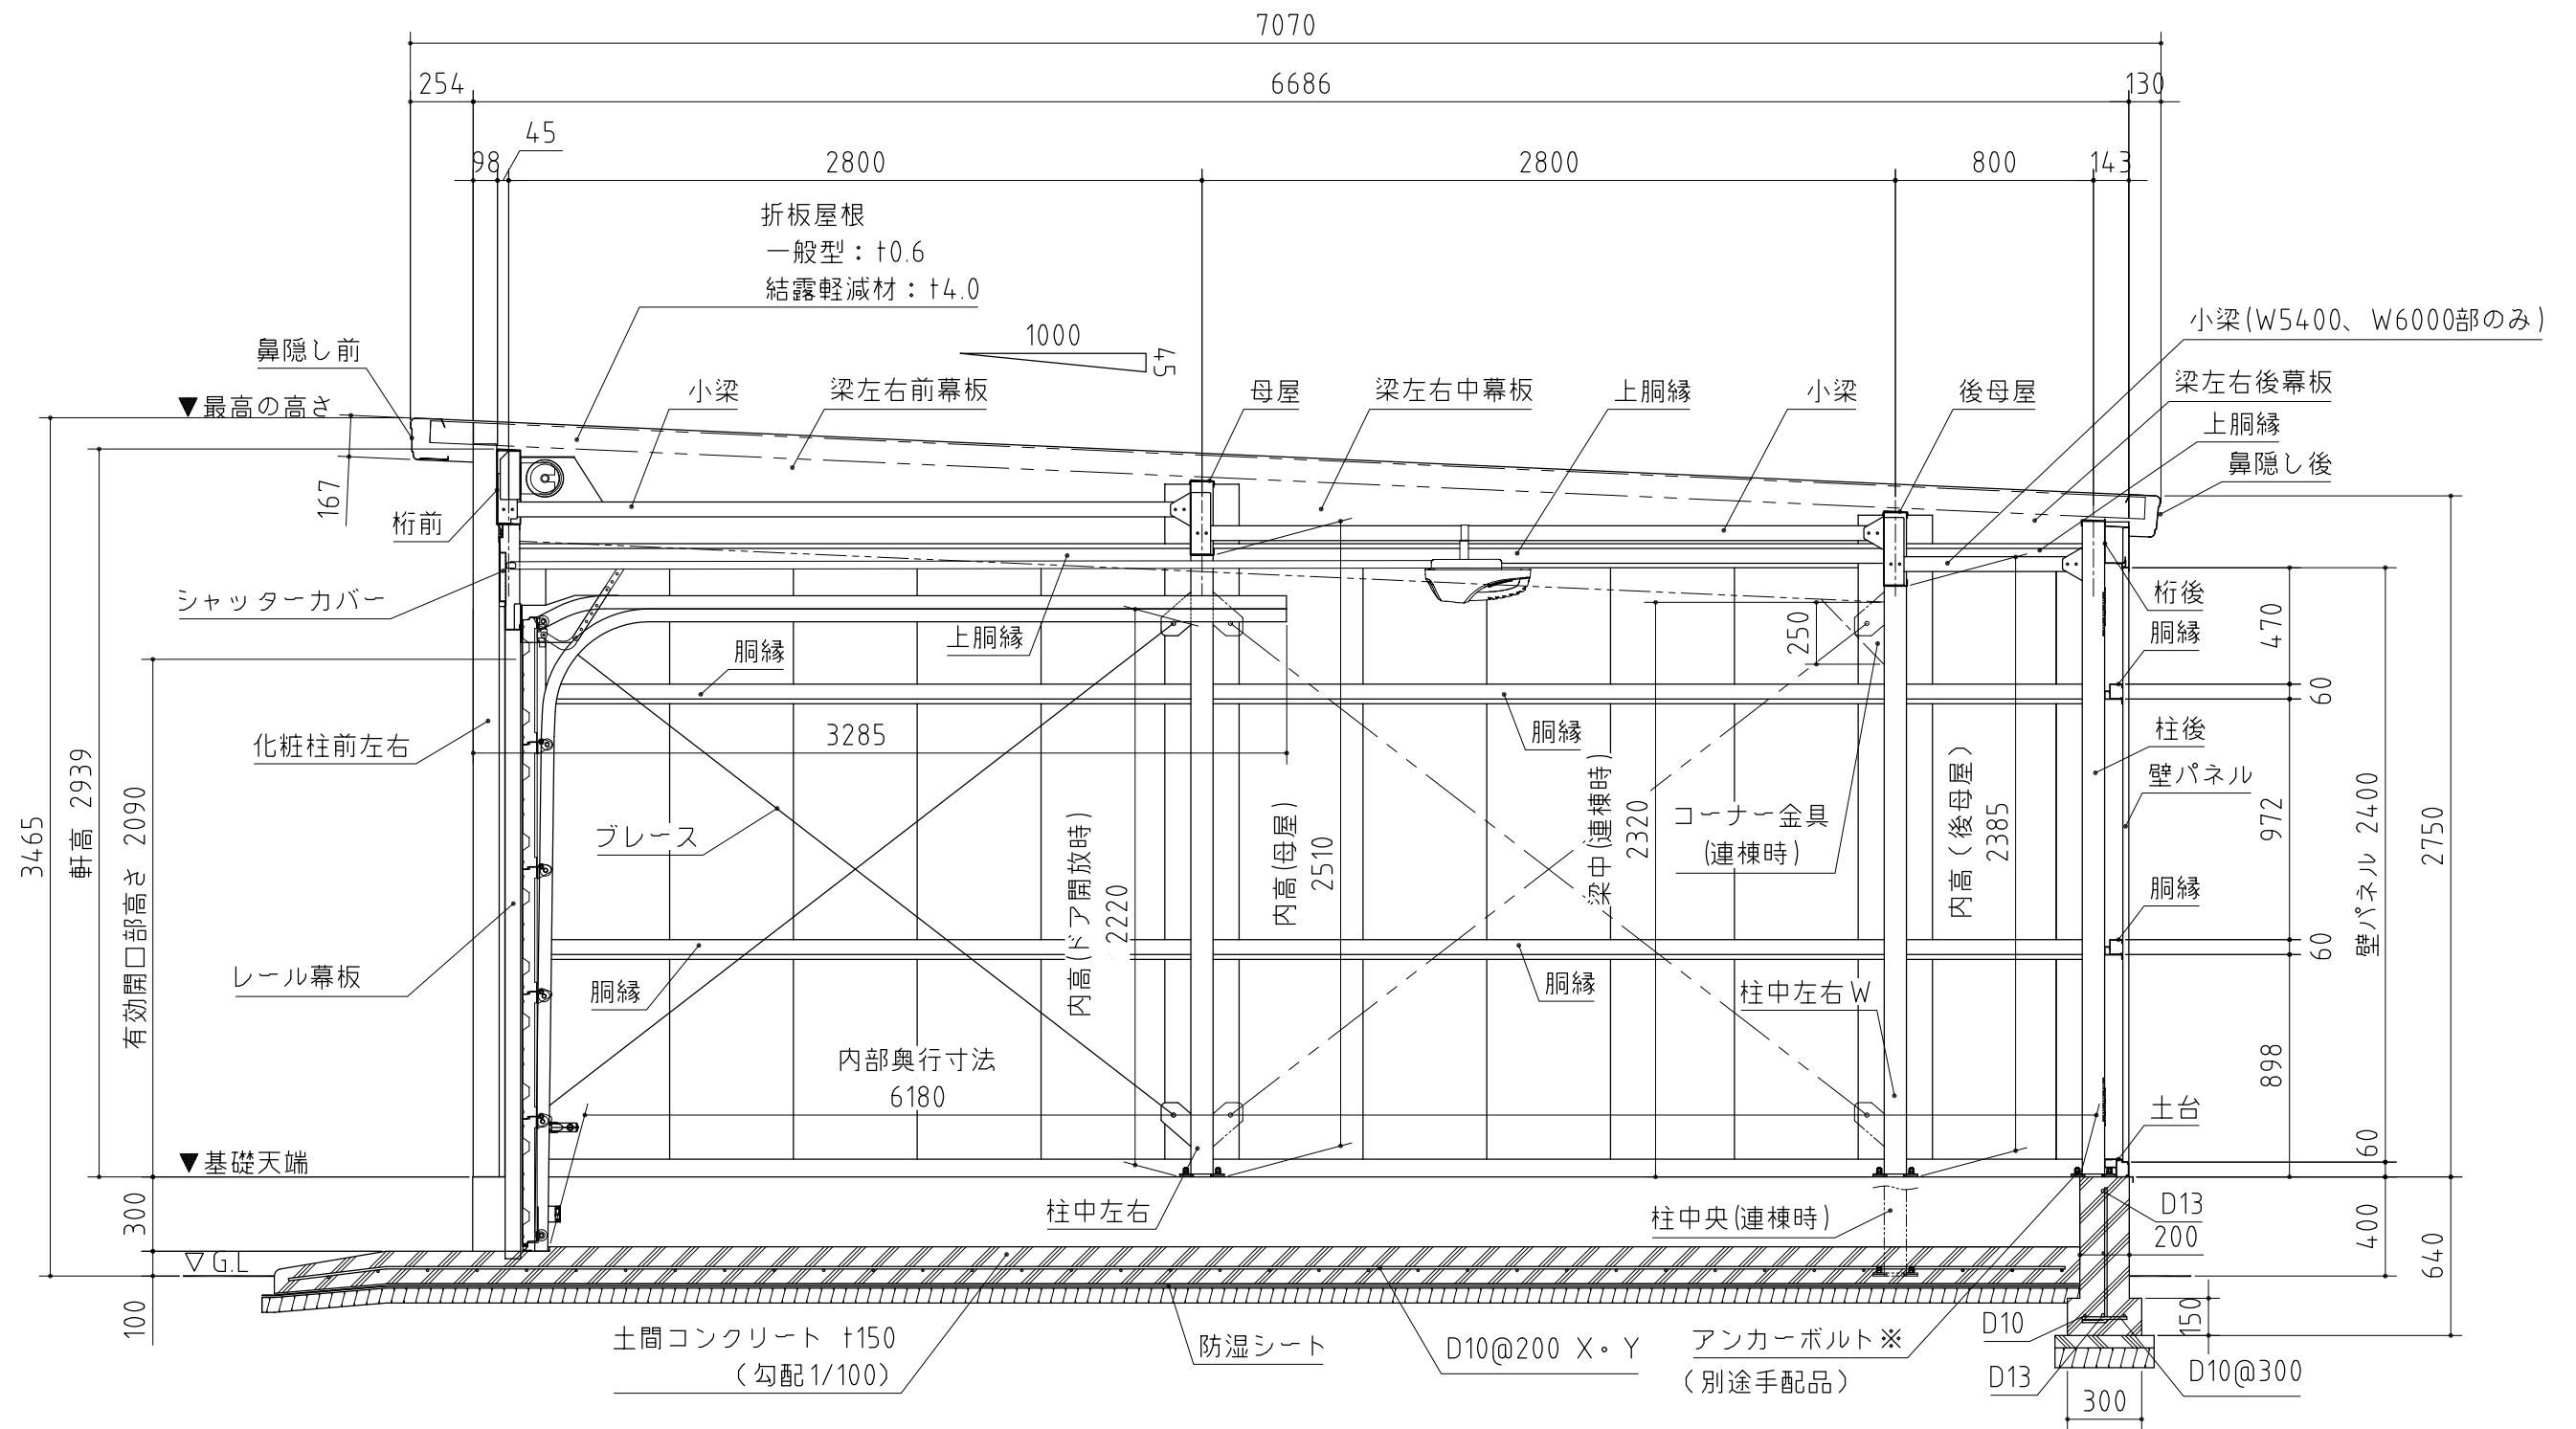 7070
254
6686
130
45
98
2800
2800
800
143
折板屋根
一般型：t0.6
結露軽減材：t4.0
1000
45
小梁(W5400、W6000部のみ)
鼻隠し前
▼最高の高さ
小梁
梁左右前幕板
母屋
梁左右中幕板
上胴縁
小梁
後母屋
梁左右後幕板
上胴縁
鼻隠し後
167
桁前
シャッターカバー
上胴縁
胴縁
250
桁後
胴縁
470
60
化粧柱前左右
3285
胴縁
柱後
壁パネル
3465
軒高 2939
有効開口部高さ 2090
ブレース
内高(ドア開放時)
2220
内高(母屋)
2510
梁中(連棟時)
2320
コーナー金具
(連棟時)
内高(後母屋)
2385
972
壁パネル 2400
2750
胴縁
60
レール幕板
胴縁
胴縁
柱中左右W
内部奥行寸法
6180
898
土台
60
▼基礎天端
300
柱中左右
柱中央(連棟時)
D13
200
400
640
▽G.L
100
土間コンクリート t150
(勾配1/100)
防湿シート
D10@200 X・Y
アンカーボルト※
(別途手配品)
D10
150
D13
D10@300
300